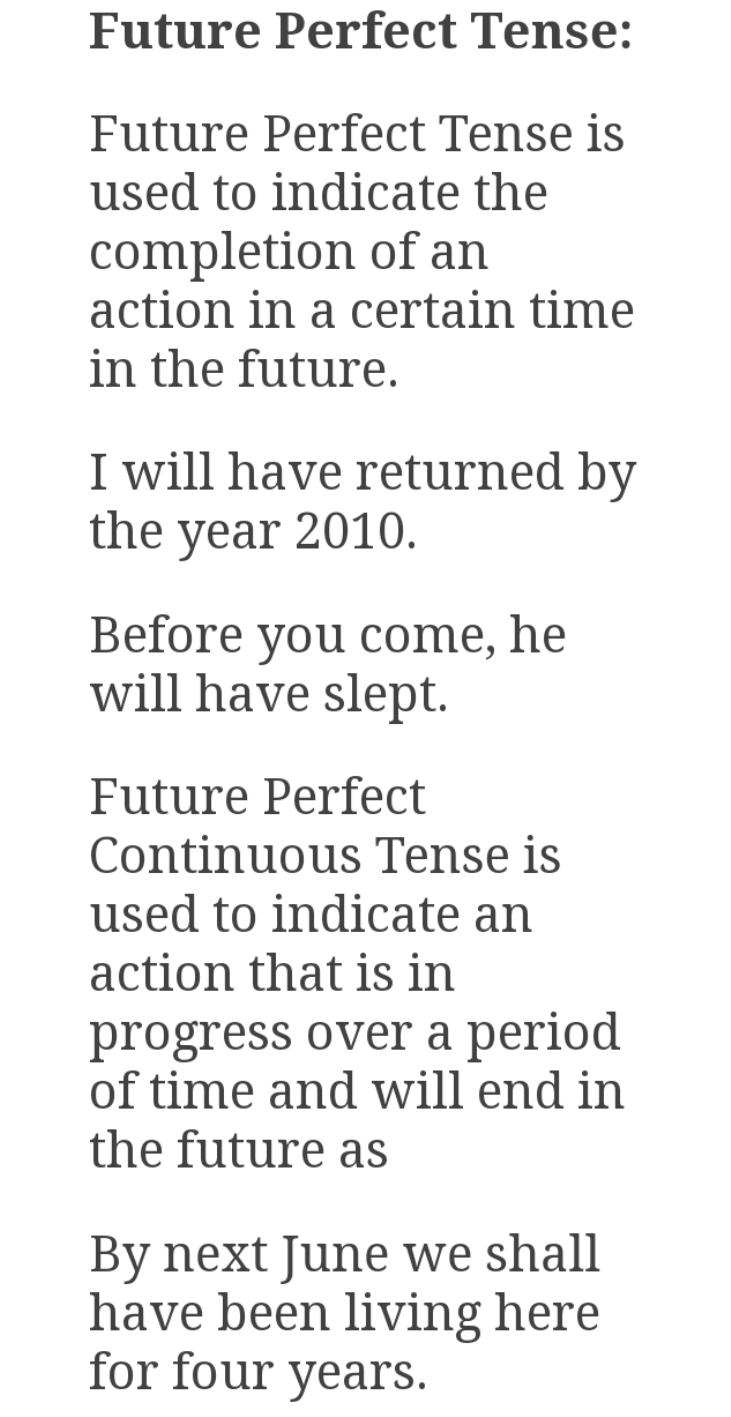 Future Perfect Tense:
Future Perfect Tense is
used to indicate the
completion of an
action in a certain time
in the future.
I will have returned by
the year 2010.
Before you come, he
will have slept.
Future Perfect
Continuous Tense is
used to indicate an
action that is in
progress over a period
of time and will end in
the future as
By next June we shall
have been living here
for four years.